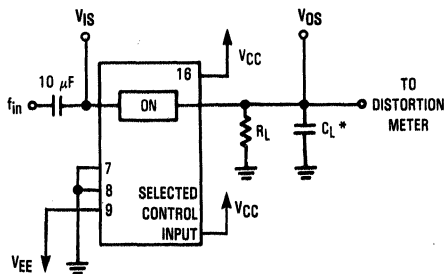 VIS
VOS
16
VCC
10 μF
fin
ON
TO
DISTORTION
METER
RL
CL*
7
8
9
SELECTED
CONTROL
INPUT
VCC
VEE